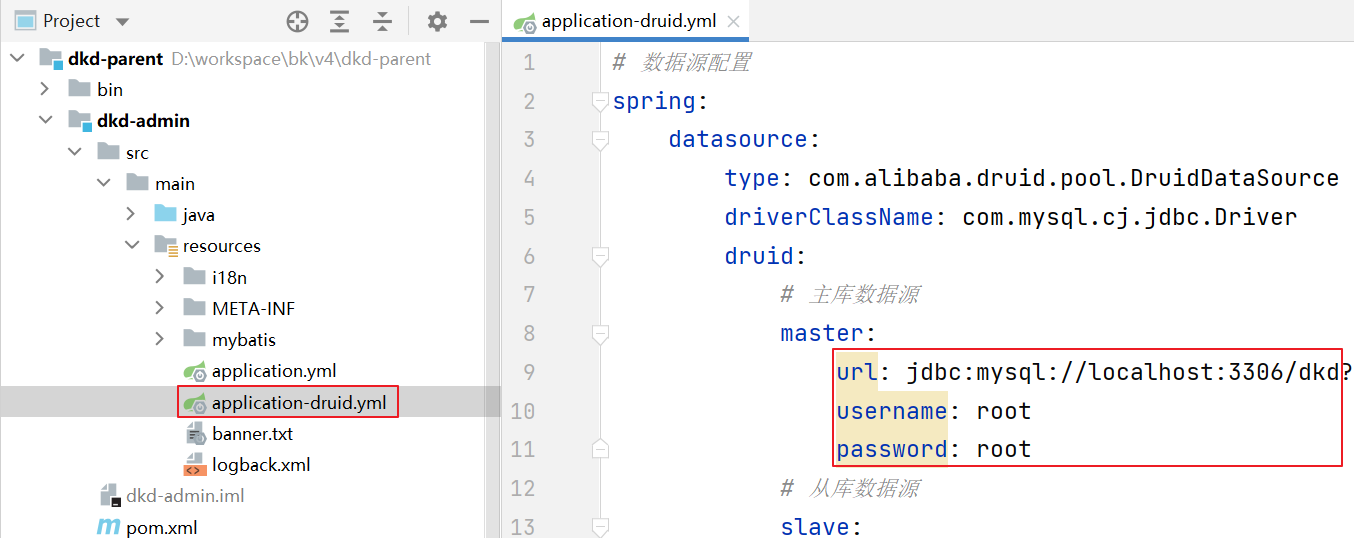 Project
dkd-parent D:\workspace\bk\v4\dkd-parent
bin
dkd-admin
src
main
java
resources
i18n
META-INF
mybatis
application.yml
application-druid.yml
banner.txt
logback.xml
dkd-admin.iml
pom.xml
application-druid.yml
1 # 数据源配置
2 spring:
3 datasource:
4 type: com.alibaba.druid.pool.DruidDataSource
5 driverClassName: com.mysql.cj.jdbc.Driver
6 druid:
7 # 主库数据源
8 master:
9 url: jdbc:mysql://localhost:3306/dkd?
10 username: root
11 password: root
12 # 从库数据源
13 slave: